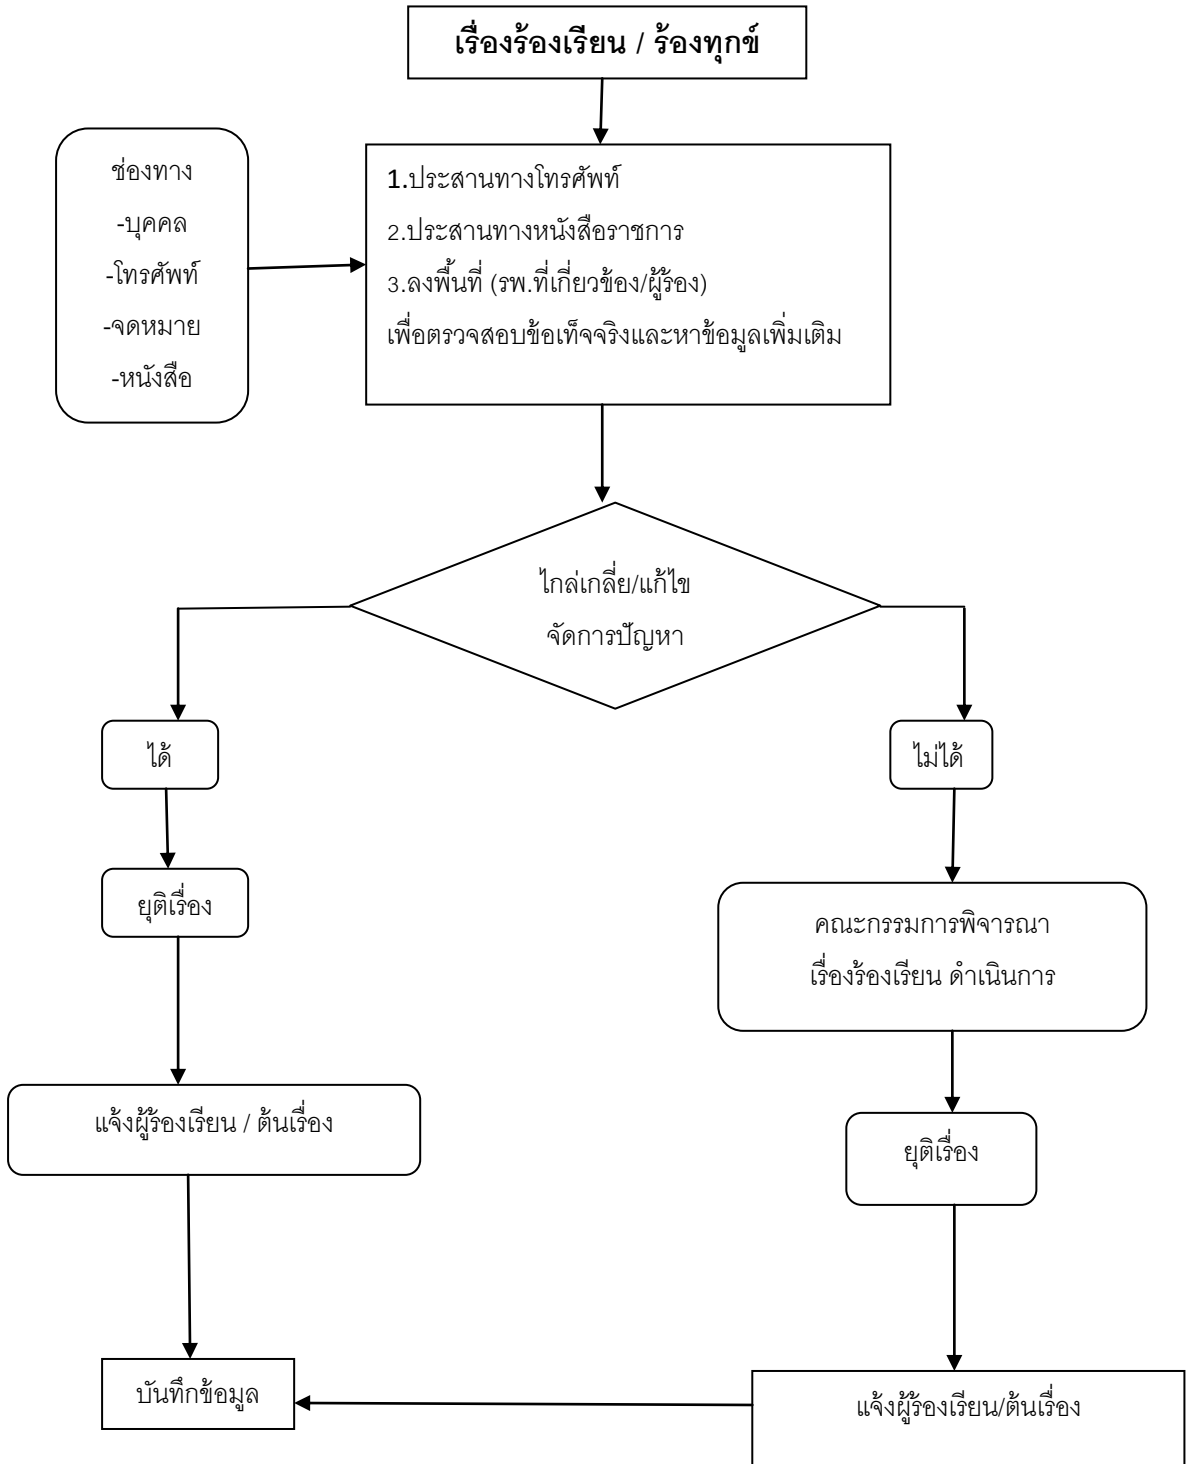 เรื่องร้องเรียน / ร้องทุกข์
ช่องทาง
-บุคคล
-โทรศัพท์
-จดหมาย
-หนังสือ
1.ประสานทางโทรศัพท์
2.ประสานทางหนังสือราชการ
3.ลงพื้นที่ (รพ.ที่เกี่ยวข้อง/ผู้ร้อง)
เพื่อตรวจสอบข้อเท็จจริงและหาข้อมูลเพิ่มเติม
ไกล่เกลี่ย/แก้ไข
จัดการปัญหา
ได้
ไม่ได้
ยุติเรื่อง
คณะกรรมการพิจารณา
เรื่องร้องเรียน ดำเนินการ
แจ้งผู้ร้องเรียน / ต้นเรื่อง
ยุติเรื่อง
บันทึกข้อมูล
แจ้งผู้ร้องเรียน/ต้นเรื่อง